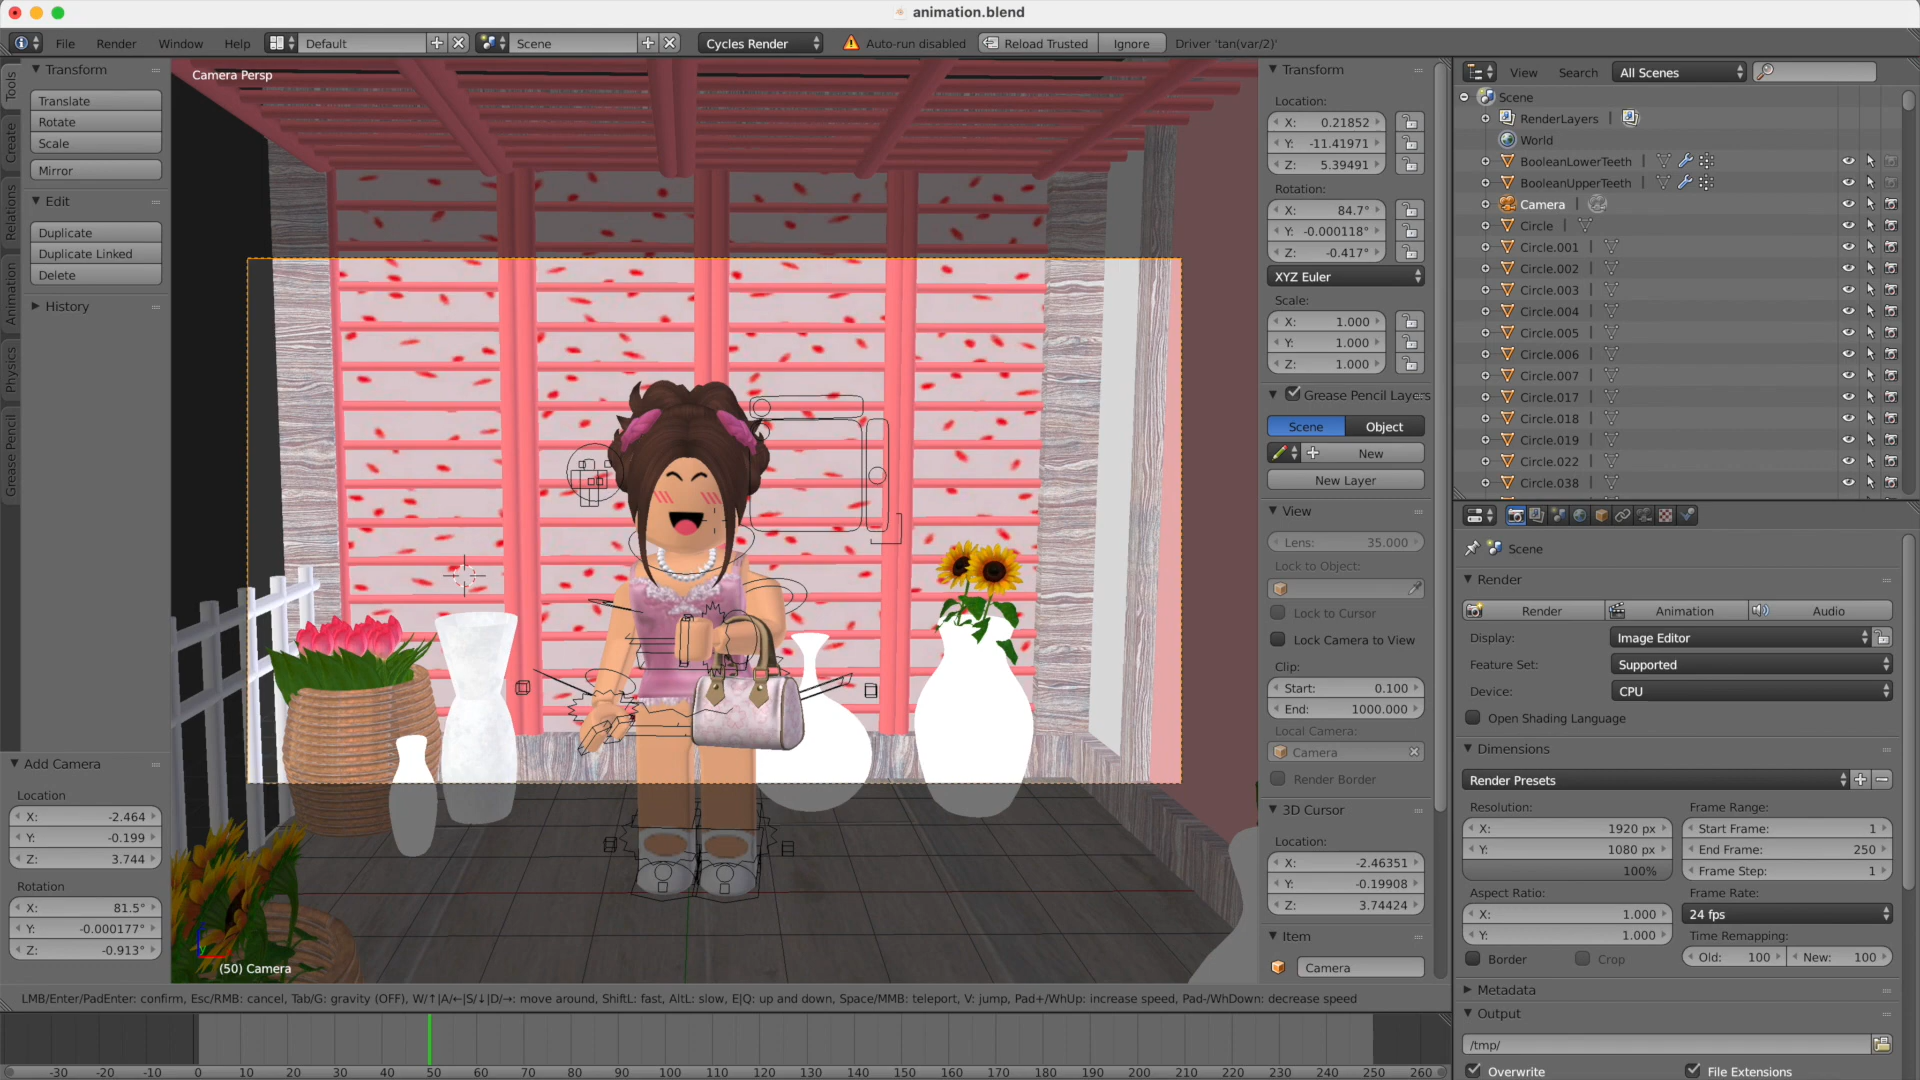 animation.blend
File Render Window Help Default Scene Cycles Render Auto-run disabled Reload Trusted Ignore Driver 'tan(var/2)'
Tools
Create
Relations
Animation
Physics
Grease Pencil
Transform
Translate
Rotate
Scale
Mirror
Edit
Duplicate
Duplicate Linked
Delete
History
Add Camera
Location
X: -2.464
Y: -0.199
Z: 3.744
Rotation
X: 81.5°
Y: -0.000177°
Z: -0.913°
Camera Persp
(50) Camera
Transform
Location:
X: 0.21852
Y: -11.41971
Z: 5.39491
Rotation:
X: 84.7°
Y: -0.000118°
Z: -0.417°
XYZ Euler
Scale:
X: 1.000
Y: 1.000
Z: 1.000
Grease Pencil Layers
Scene Object
New
New Layer
View
Lens: 35.000
Lock to Object:
Lock to Cursor
Lock Camera to View
Clip:
Start: 0.100
End: 1000.000
Local Camera:
Camera
Render Border
3D Cursor
Location:
X: -2.46351
Y: -0.19908
Z: 3.74424
Item
Camera
View Search All Scenes
Scene
RenderLayers
World
BooleanLowerTeeth
BooleanUpperTeeth
Camera
Circle
Circle.001
Circle.002
Circle.003
Circle.004
Circle.005
Circle.006
Circle.007
Circle.017
Circle.018
Circle.019
Circle.022
Circle.038
Scene
Render
Render Animation Audio
Display: Image Editor
Feature Set: Supported
Device: CPU
Open Shading Language
Dimensions
Render Presets
Resolution: Frame Range:
X: 1920 px Start Frame: 1
Y: 1080 px End Frame: 250
100% Frame Step: 1
Aspect Ratio: Frame Rate:
X: 1.000 24 fps
Y: 1.000 Time Remapping:
Border Crop Old: 100 New: 100
Metadata
Output
/tmp/
Overwrite File Extensions
LMB/Enter/PadEnter: confirm, Esc/RMB: cancel, Tab/G: gravity (OFF), W/↑|A/←|S/↓|D/→: move around, ShiftL: fast, AltL: slow, E|Q: up and down, Space/MMB: teleport, V: jump, Pad+/WhUp: increase speed, Pad-/WhDown: decrease speed
-30 -20 -10 0 10 20 30 40 50 60 70 80 90 100 110 120 130 140 150 160 170 180 190 200 210 220 230 240 250 260